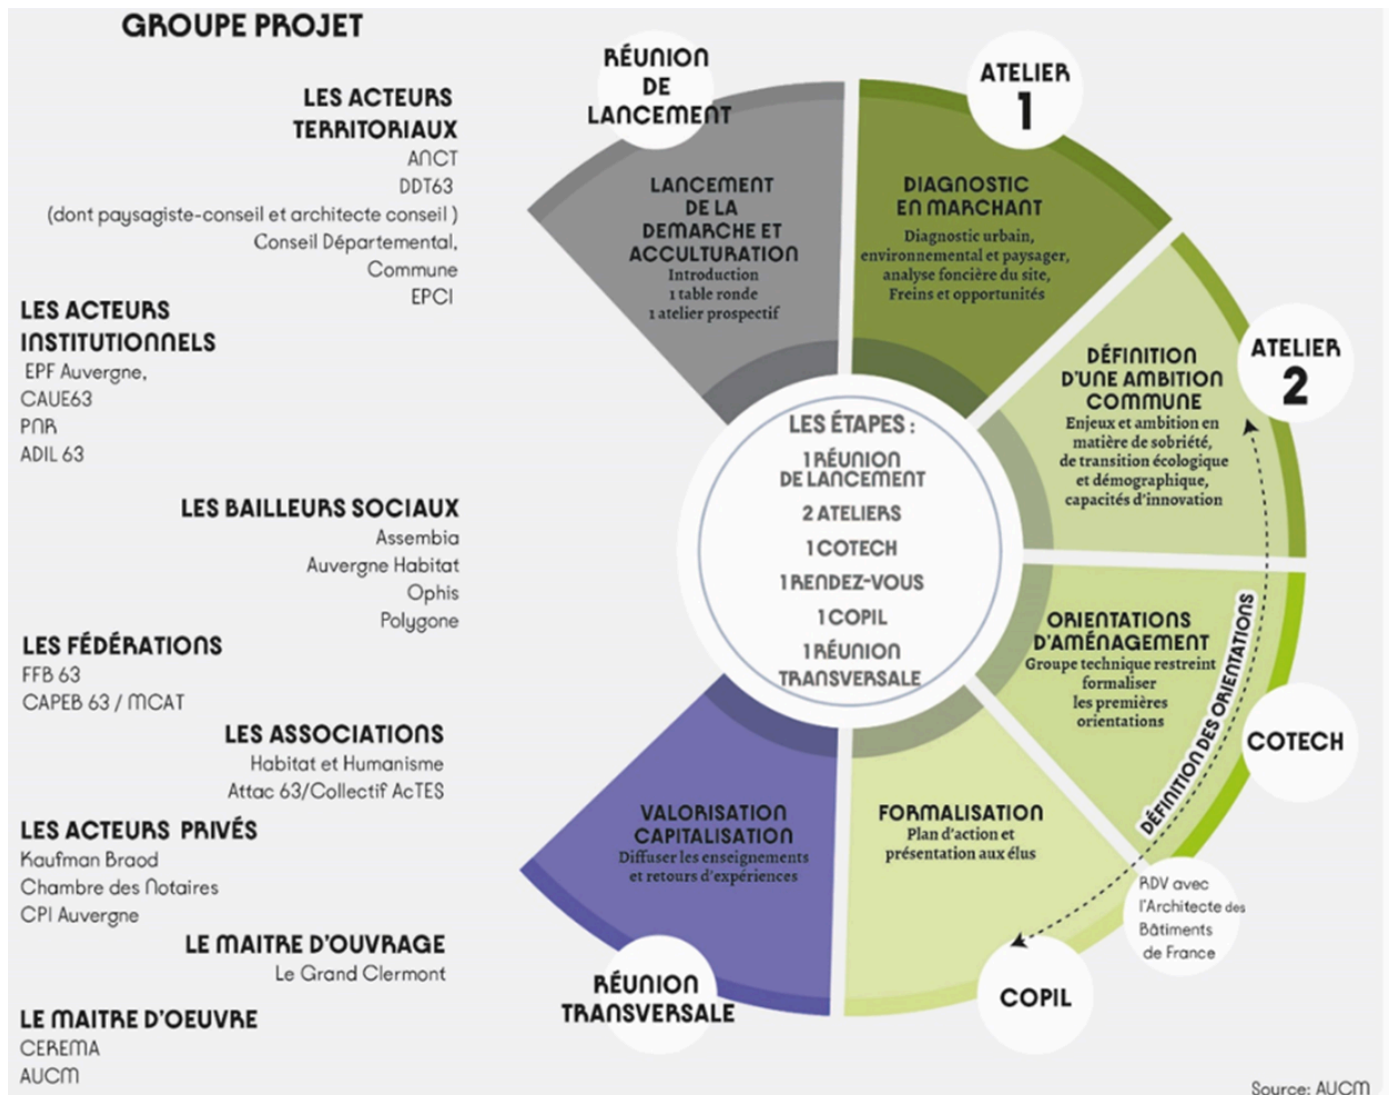 GROUPE PROJET
LES ACTEURS
TERRITORIAUX
ANCT
DDT63
(dont paysagiste-conseil et architecte conseil )
Conseil Départemental,
Commune
EPCI
LES ACTEURS
INSTITUTIONNELS
EPF Auvergne,
CAUE63
PNR
ADIL 63
LES BAILLEURS SOCIAUX
Assembia
Auvergne Habitat
Ophis
Polygone
LES FÉDÉRATIONS
FFB 63
CAPEB 63 / MCAT
LES ASSOCIATIONS
Habitat et Humanisme
Attac 63/Collectif AcTES
LES ACTEURS PRIVÉS
Kaufman Braod
Chambre des Notaires
CPI Auvergne
LE MAITRE D'OUVRAGE
Le Grand Clermont
LE MAITRE D'OEUVRE
CEREMA
AUCM
RÉUNION
DE
LANCEMENT
LANCEMENT
DE LA
DEMARCHE ET
ACCULTURATION
Introduction
1 table ronde
1 atelier prospectif
ATELIER
1
DIAGNOSTIC
EN MARCHANT
Diagnostic urbain,
environnemental et paysager,
analyse foncière du site,
Freins et opportunités
ATELIER
2
DÉFINITION
D'UNE AMBITION
COMMUNE
Enjeux et ambition en
matière de sobriété,
de transition écologique
et démographique,
capacités d'innovation
LES ÉTAPES :
1 RÉUNION
DE LANCEMENT
2 ATELIERS
1 COTECH
1 RENDEZ-VOUS
1 COPIL
1 RÉUNION
TRANSVERSALE
ORIENTATIONS
D'AMÉNAGEMENT
Groupe technique restreint
formaliser
les premières
orientations
DÉFINITION DES ORIENTATIONS
COTECH
FORMALISATION
Plan d'action et
présentation aux élus
RDV avec
l'Architecte des
Bâtiments
de France
COPIL
VALORISATION
CAPITALISATION
Diffuser les enseignements
et retours d'expériences
RÉUNION
TRANSVERSALE
Source: AUCM